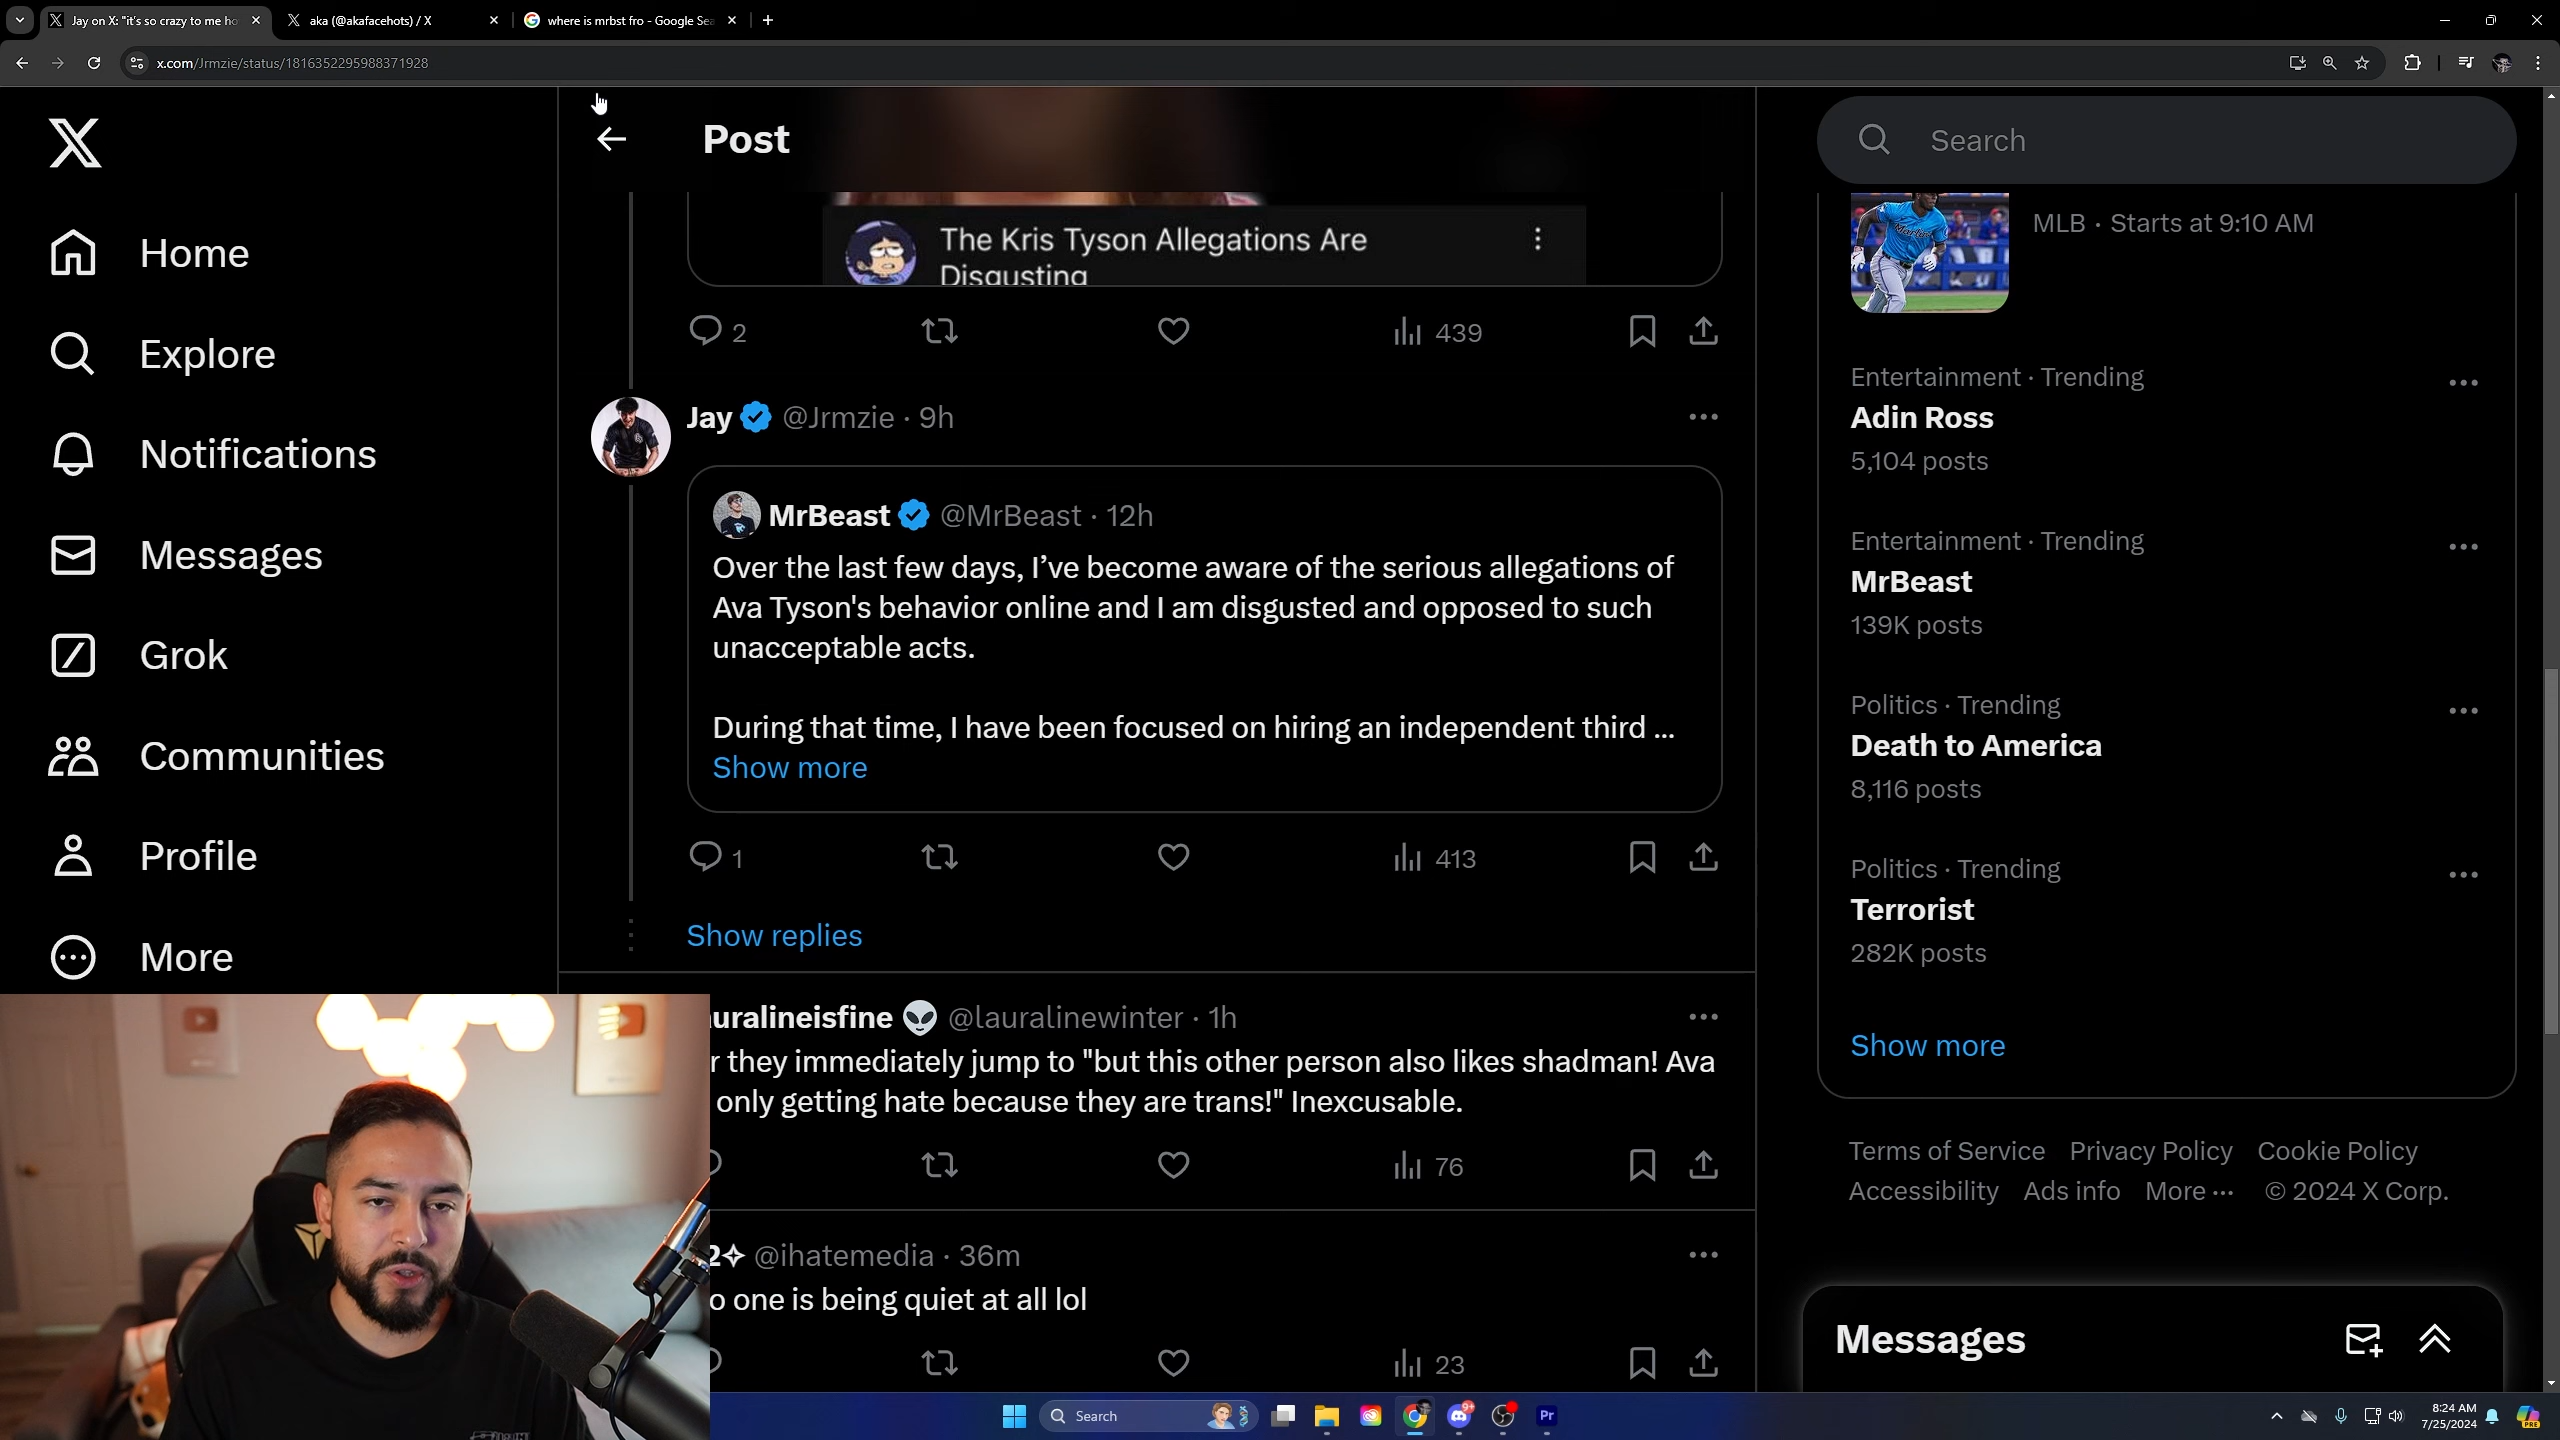 Jay on X: "it's so crazy to me ho
aka (@akafacehots) / X
where is mrbst fro - Google Sea
x.com/Jrmzie/status/1816352295988371928
Home
Explore
Notifications
Messages
Grok
Communities
Profile
More
Post
The Kris Tyson Allegations Are
Disgusting
2
439
Jay @Jrmzie · 9h
MrBeast @MrBeast · 12h
Over the last few days, I've become aware of the serious allegations of
Ava Tyson's behavior online and I am disgusted and opposed to such
unacceptable acts.
During that time, I have been focused on hiring an independent third ...
Show more
1
413
Show replies
auralineisfine 👽 @lauralinewinter · 1h
r they immediately jump to "but this other person also likes shadman! Ava
only getting hate because they are trans!" Inexcusable.
76
2✧ @ihatemedia · 36m
o one is being quiet at all lol
23
Search
MLB · Starts at 9:10 AM
Entertainment · Trending
Adin Ross
5,104 posts
Entertainment · Trending
MrBeast
139K posts
Politics · Trending
Death to America
8,116 posts
Politics · Trending
Terrorist
282K posts
Show more
Terms of Service Privacy Policy Cookie Policy
Accessibility Ads info More ··· © 2024 X Corp.
Messages
Search
Pr
8:24 AM
7/25/2024